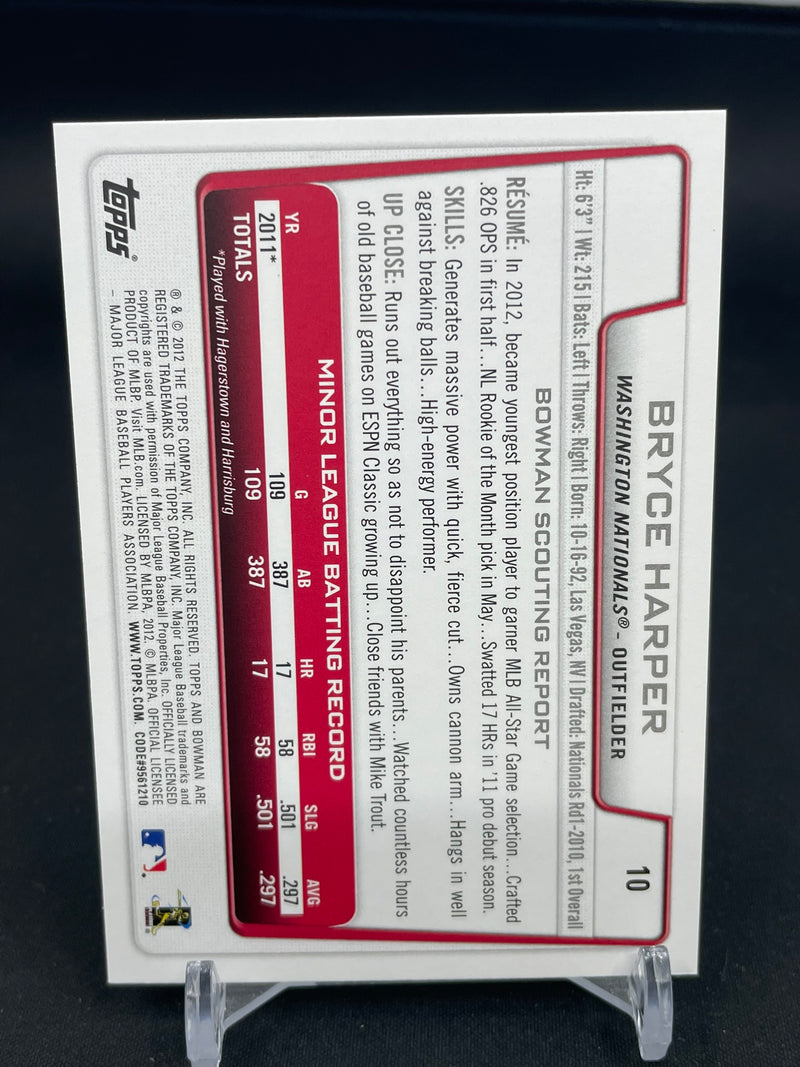 BRYCE HARPER
WASHINGTON NATIONALS® - OUTFIELDER
10
Ht: 6'3" | Wt: 215 | Bats: Left | Throws: Right | Born: 10-16-92, Las Vegas, NV | Drafted: Nationals Rd1-2010, 1st Overall
BOWMAN SCOUTING REPORT
RÉSUMÉ: In 2012, became youngest position player to garner MLB All-Star Game selection...Crafted
.826 OPS in first half...NL Rookie of the Month pick in May...Swatted 17 HRs in '11 pro debut season.
SKILLS: Generates massive power with quick, fierce cut...Owns cannon arm...Hangs in well
against breaking balls...High-energy performer.
UP CLOSE: Runs out everything so as not to disappoint his parents...Watched countless hours
of old baseball games on ESPN Classic growing up...Close friends with Mike Trout.
MINOR LEAGUE BATTING RECORD
YR G AB HR RBI SLG AVG
2011* 109 387 17 58 .501 .297
TOTALS 109 387 17 58 .501 .297
*Played with Hagerstown and Harrisburg
topps®
® & © 2012 THE TOPPS COMPANY, INC. ALL RIGHTS RESERVED. TOPPS AND BOWMAN ARE
REGISTERED TRADEMARKS OF THE TOPPS COMPANY, INC. Major League Baseball trademarks and
copyrights are used with permission of Major League Baseball Properties, Inc. OFFICIALLY LICENSED
PRODUCT OF MLBP. Visit MLB.com. LICENSED BY MLBPA, 2012. © MLBPA. OFFICIAL LICENSEE
– MAJOR LEAGUE BASEBALL PLAYERS ASSOCIATION. WWW.TOPPS.COM. CODE#9561210